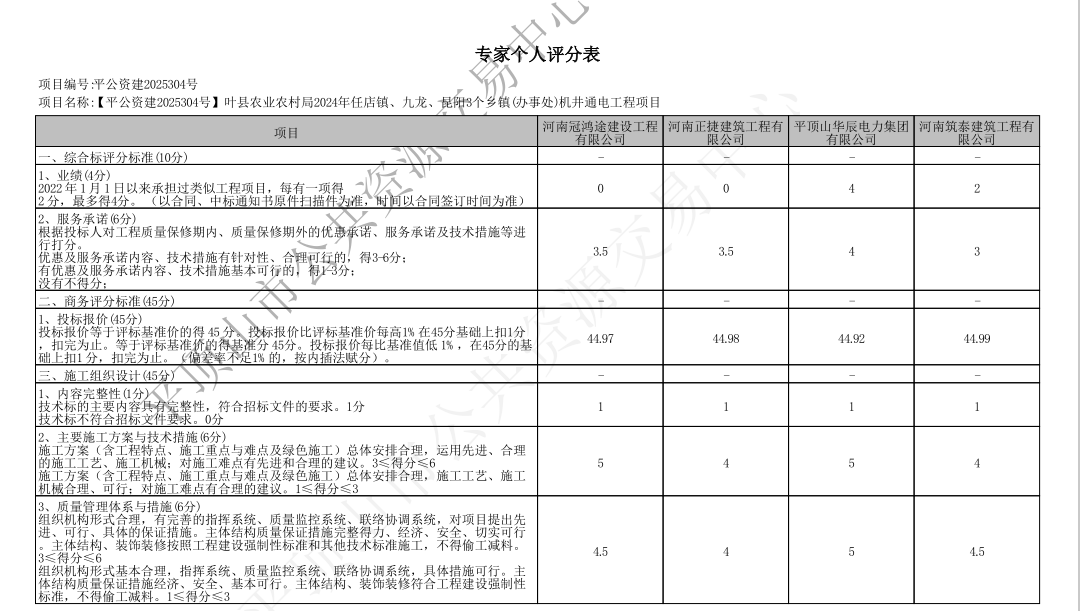 专家个人评分表
项目编号:平公资建2025304号
项目名称:【平公资建2025304号】叶县农业农村局2024年任店镇、九龙、昆阳3个乡镇(办事处)机井通电工程项目
项目
河南冠鸿途建设工程
有限公司
河南正捷建筑工程有
限公司
平顶山华辰电力集团
有限公司
河南筑泰建筑工程有
限公司
一、综合标评分标准(10分)
－ － － －
1、业绩(4分)
2022 年 1 月 1 日以来承担过类似工程项目，每有一项得
2 分，最多得4分。（以合同、中标通知书原件扫描件为准，时间以合同签订时间为准）
0 0 4 2
2、服务承诺(6分)
根据投标人对工程质量保修期内、质量保修期外的优惠承诺、服务承诺及技术措施等进
行打分。
优惠及服务承诺内容、技术措施有针对性、合理可行的，得3-6分；
有优惠及服务承诺内容、技术措施基本可行的，得1-3分；
没有不得分；
3.5 3.5 4 3
二、商务评分标准(45分)
－ － － －
1、投标报价(45分)
投标报价等于评标基准价的得 45 分。投标报价比评标基准价每高1% 在45分基础上扣1分
，扣完为止。等于评标基准价的得基准分 45分。投标报价每比基准值低 1% ，在45分的基
础上扣1 分，扣完为止。（偏差率不足1% 的，按内插法赋分）。
44.97 44.98 44.92 44.99
三、施工组织设计(45分)
－ － － －
1、内容完整性(1分)
技术标的主要内容具有完整性，符合招标文件的要求。1分
技术标不符合招标文件要求。0分
1 1 1 1
2、主要施工方案与技术措施(6分)
施工方案（含工程特点、施工重点与难点及绿色施工）总体安排合理，运用先进、合理
的施工工艺、施工机械；对施工难点有先进和合理的建议。3≤得分≤6
施工方案（含工程特点、施工重点与难点及绿色施工）总体安排合理，施工工艺、施工
机械合理、可行；对施工难点有合理的建议。1≤得分≤3
5 4 5 4
3、质量管理体系与措施(6分)
组织机构形式合理，有完善的指挥系统、质量监控系统、联络协调系统，对项目提出先
进、可行、具体的保证措施。主体结构质量保证措施完整得力、经济、安全、切实可行
。主体结构、装饰装修按照工程建设强制性标准和其他技术标准施工，不得偷工减料。
3≤得分≤6
组织机构形式基本合理，指挥系统、质量监控系统、联络协调系统，具体措施可行。主
体结构质量保证措施经济、安全、基本可行。主体结构、装饰装修符合工程建设强制性
标准，不得偷工减料。1≤得分≤3
4.5 4 5 4.5
平顶山市公共资源交易中心
平顶山市公共资源交易中心